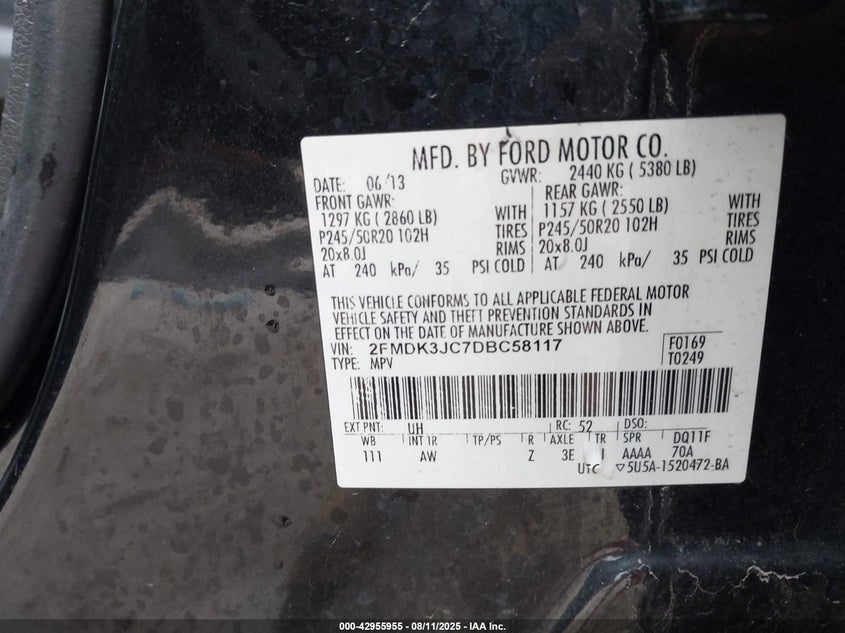 MFD. BY FORD MOTOR CO.
DATE: 06 '13 GVWR: 2440 KG ( 5380 LB)
FRONT GAWR: REAR GAWR:
1297 KG ( 2860 LB) WITH 1157 KG ( 2550 LB) WITH
P245/50R20 102H TIRES P245/50R20 102H TIRES
20x8.0J RIMS 20x8.0J RIMS
AT 240 kPa/ 35 PSI COLD AT 240 kPa/ 35 PSI COLD
THIS VEHICLE CONFORMS TO ALL APPLICABLE FEDERAL MOTOR
VEHICLE SAFETY AND THEFT PREVENTION STANDARDS IN
EFFECT ON THE DATE OF MANUFACTURE SHOWN ABOVE.
VIN: 2FMDK3JC7DBC58117 F0169
TYPE: MPV T0249
EXT PNT: UH RC: 52 DSO:
WB INT TR TP/PS R AXLE TR SPR DQ11F
111 AW Z 3E J AAAA 70A
UTC ▽5U5A-1520472-BA
000-42955955 - 08/11/2025 - IAA Inc.